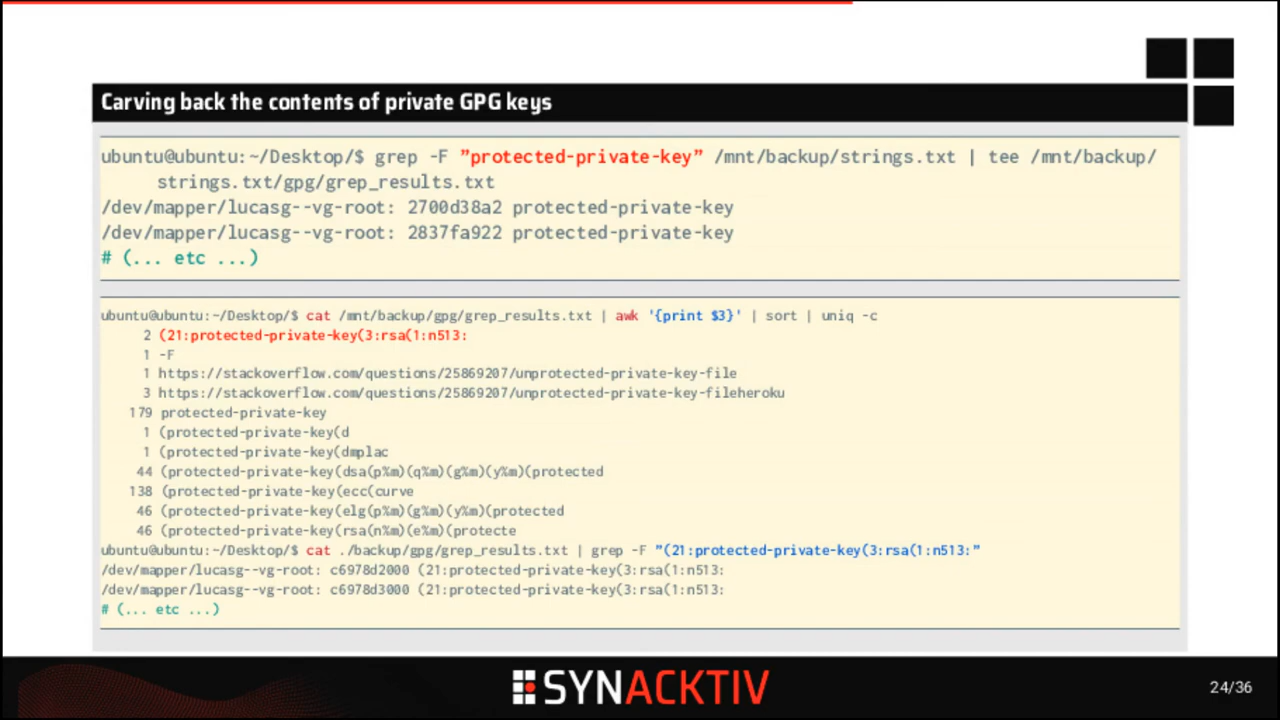 Carving back the contents of private GPG keys
ubuntu@ubuntu:~/Desktop/$ grep -F ”protected-private-key” /mnt/backup/strings.txt | tee /mnt/backup/
strings.txt/gpg/grep_results.txt
/dev/mapper/lucasg--vg-root: 2700d38a2 protected-private-key
/dev/mapper/lucasg--vg-root: 2837fa922 protected-private-key
# (... etc ...)
ubuntu@ubuntu:~/Desktop/$ cat /mnt/backup/gpg/grep_results.txt | awk '{print $3}' | sort | uniq -c
2 (21:protected-private-key(3:rsa(1:n513:
1 -F
1 https://stackoverflow.com/questions/25869207/unprotected-private-key-file
3 https://stackoverflow.com/questions/25869207/unprotected-private-key-fileheroku
179 protected-private-key
1 (protected-private-key(d
1 (protected-private-key(dmplac
44 (protected-private-key(dsa(p%m)(q%m)(g%m)(y%m)(protected
138 (protected-private-key(ecc(curve
46 (protected-private-key(elg(p%m)(g%m)(y%m)(protected
46 (protected-private-key(rsa(n%m)(e%m)(protecte
ubuntu@ubuntu:~/Desktop/$ cat ./backup/gpg/grep_results.txt | grep -F "(21:protected-private-key(3:rsa(1:n513:"
/dev/mapper/lucasg--vg-root: c6978d2000 (21:protected-private-key(3:rsa(1:n513:
/dev/mapper/lucasg--vg-root: c6978d3000 (21:protected-private-key(3:rsa(1:n513:
# (... etc ...)
SYNACKTIV
24/36